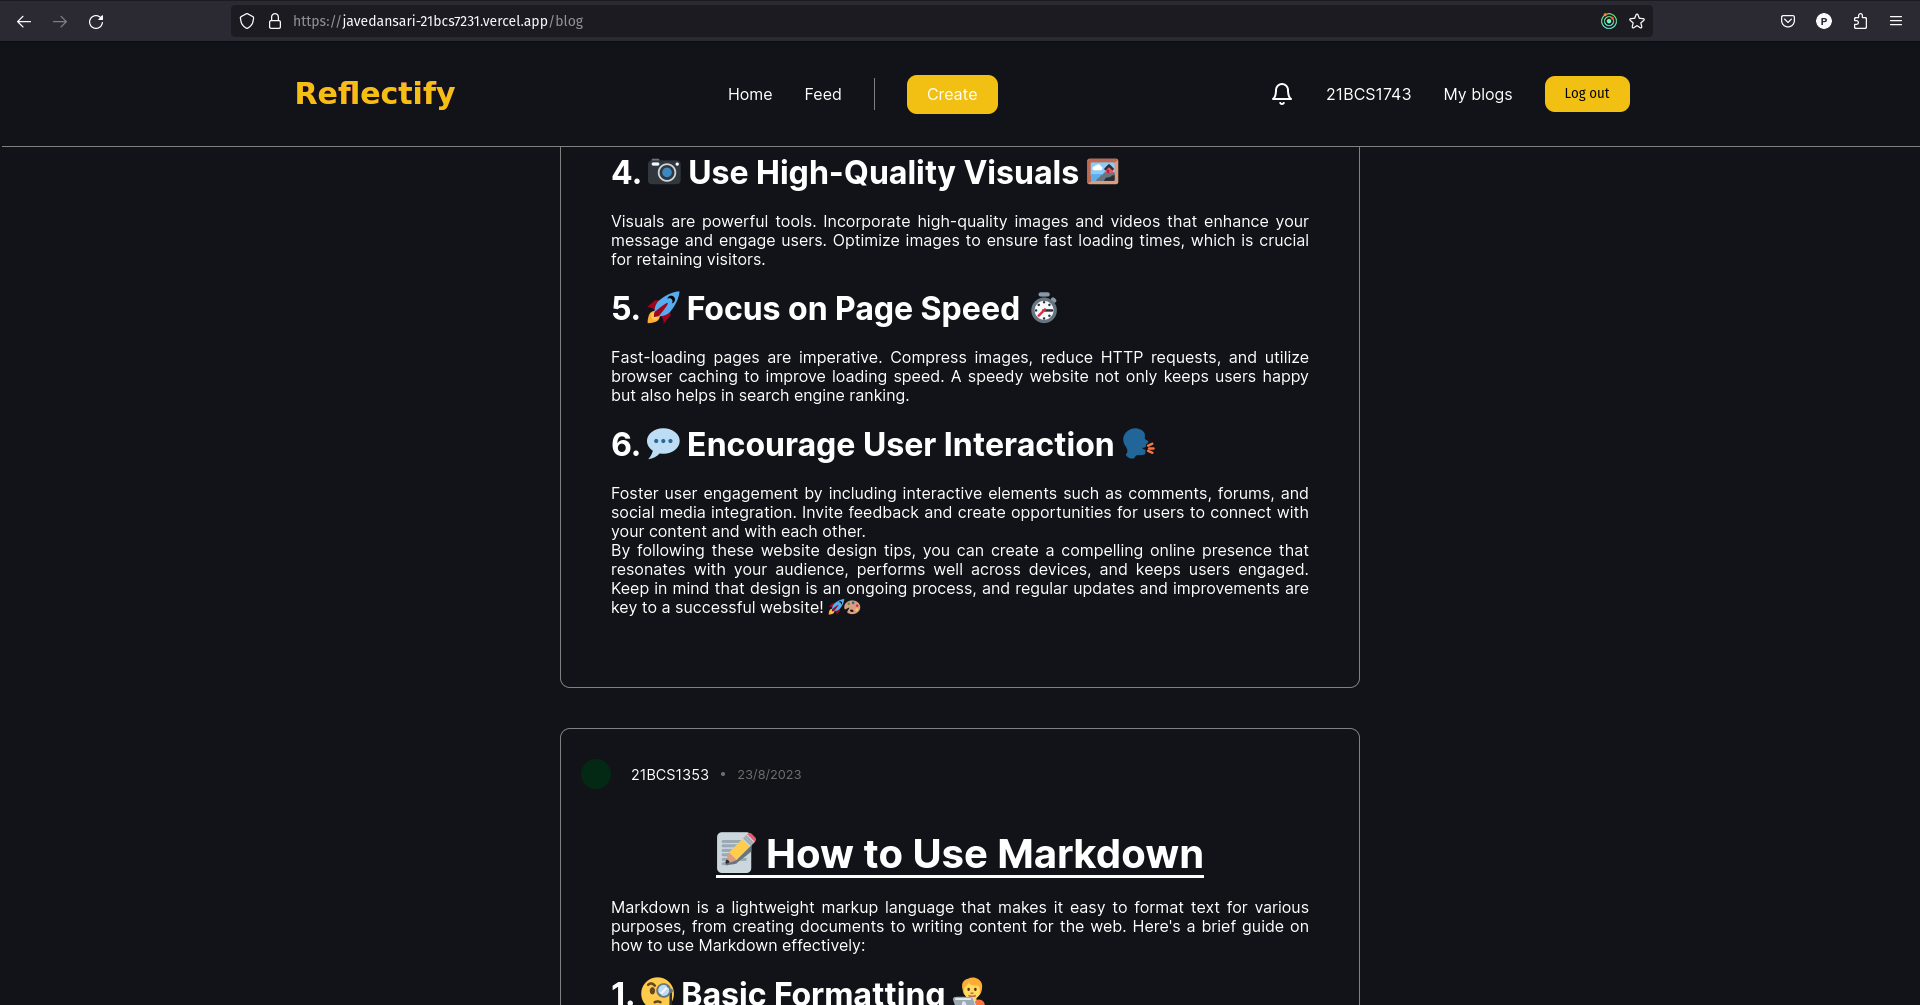 https://javedansari-21bcs7231.vercel.app/blog
P
Reflectify
Home
Feed
Create
21BCS1743
My blogs
Log out
4. 📷 Use High-Quality Visuals 🖼️
Visuals are powerful tools. Incorporate high-quality images and videos that enhance your
message and engage users. Optimize images to ensure fast loading times, which is crucial
for retaining visitors.
5. 🚀 Focus on Page Speed ⏱️
Fast-loading pages are imperative. Compress images, reduce HTTP requests, and utilize
browser caching to improve loading speed. A speedy website not only keeps users happy
but also helps in search engine ranking.
6. 💬 Encourage User Interaction 🗣️
Foster user engagement by including interactive elements such as comments, forums, and
social media integration. Invite feedback and create opportunities for users to connect with
your content and with each other.
By following these website design tips, you can create a compelling online presence that
resonates with your audience, performs well across devices, and keeps users engaged.
Keep in mind that design is an ongoing process, and regular updates and improvements are
key to a successful website! 🚀🎨
21BCS1353 • 23/8/2023
📝 How to Use Markdown
Markdown is a lightweight markup language that makes it easy to format text for various
purposes, from creating documents to writing content for the web. Here's a brief guide on
how to use Markdown effectively:
1. 🧐 Basic Formatting 🧑‍💻